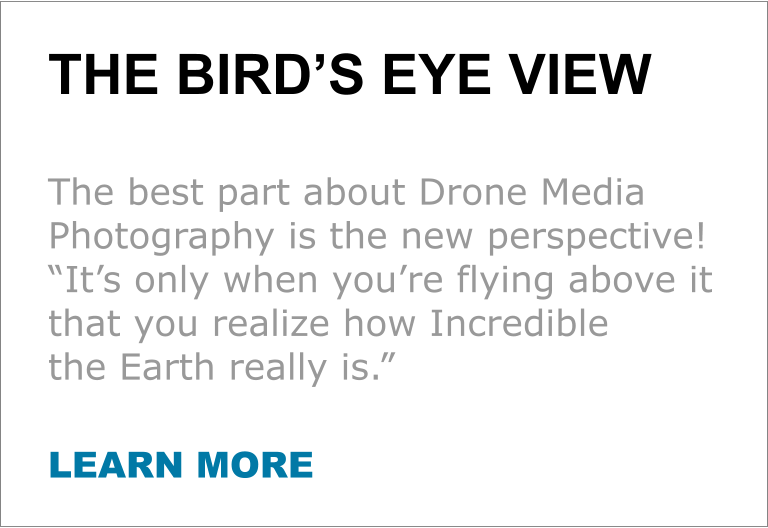 THE BIRD’S EYE VIEW
The best part about Drone Media
Photography is the new perspective!
“It’s only when you’re flying above it
that you realize how Incredible
the Earth really is.”
LEARN MORE